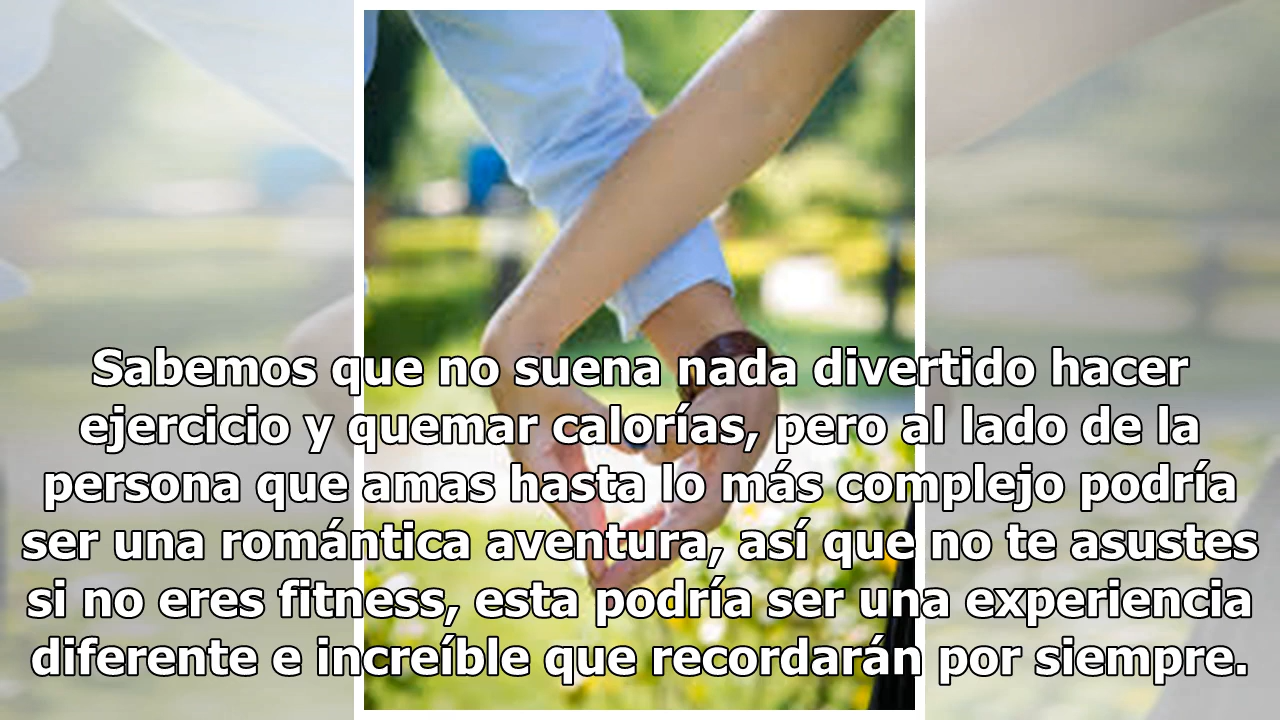 Sabemos que no suena nada divertido hacer
ejercicio y quemar calorías, pero al lado de la
persona que amas hasta lo más complejo podría
ser una romántica aventura, así que no te asustes
si no eres fitness, esta podría ser una experiencia
diferente e increíble que recordarán por siempre.